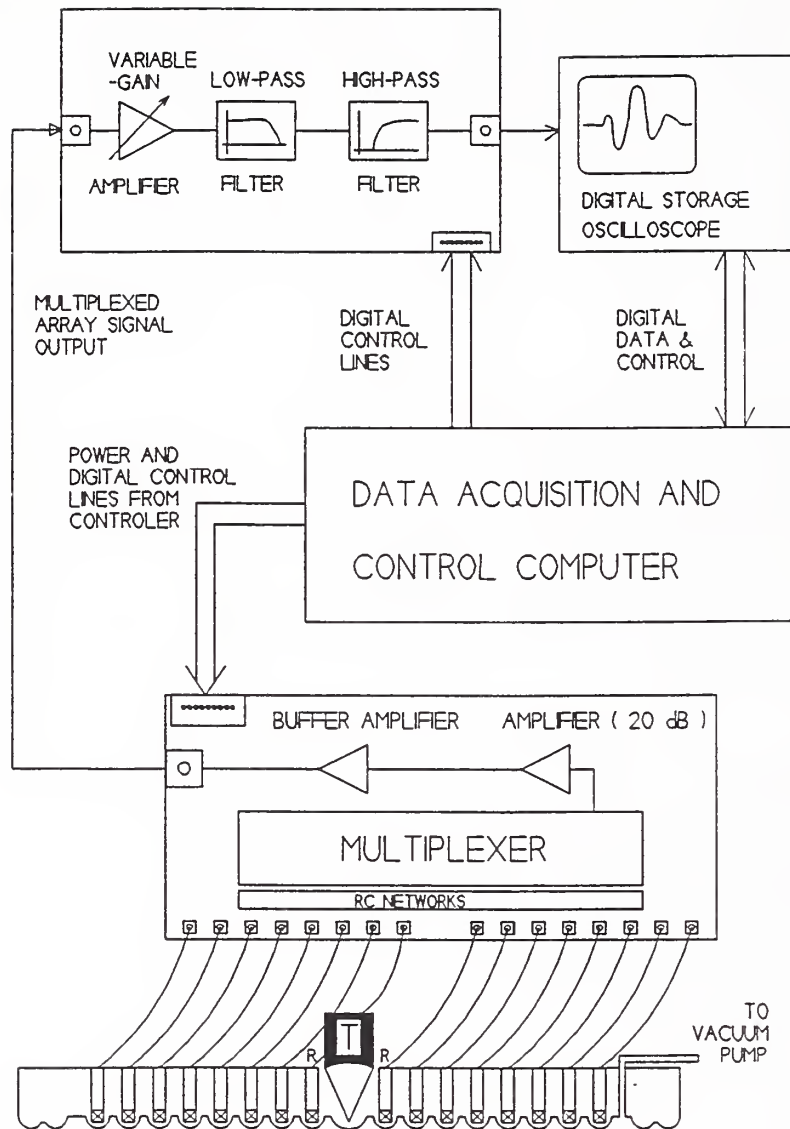 VARIABLE
-GAIN
LOW-PASS
HIGH-PASS
AMPLIFIER
FILTER
FILTER
DIGITAL STORAGE
OSCILLOSCOPE
MULTIPLEXED
ARRAY SIGNAL
OUTPUT
DIGITAL
CONTROL
LINES
DIGITAL
DATA &
CONTROL
POWER AND
DIGITAL CONTROL
LINES FROM
CONTROLER
DATA ACQUISITION AND
CONTROL COMPUTER
BUFFER AMPLIFIER
AMPLIFIER ( 20 dB )
MULTIPLEXER
RC NETWORKS
T
R
R
TO
VACUUM
PUMP